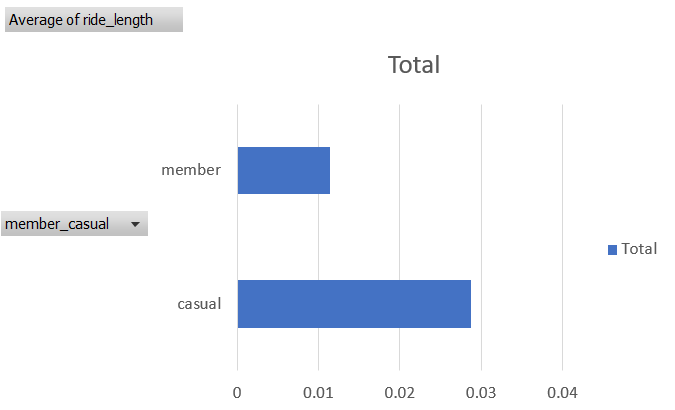 Average of ride_length
Total
member
member_casual
Total
casual
0 0.01 0.02 0.03 0.04